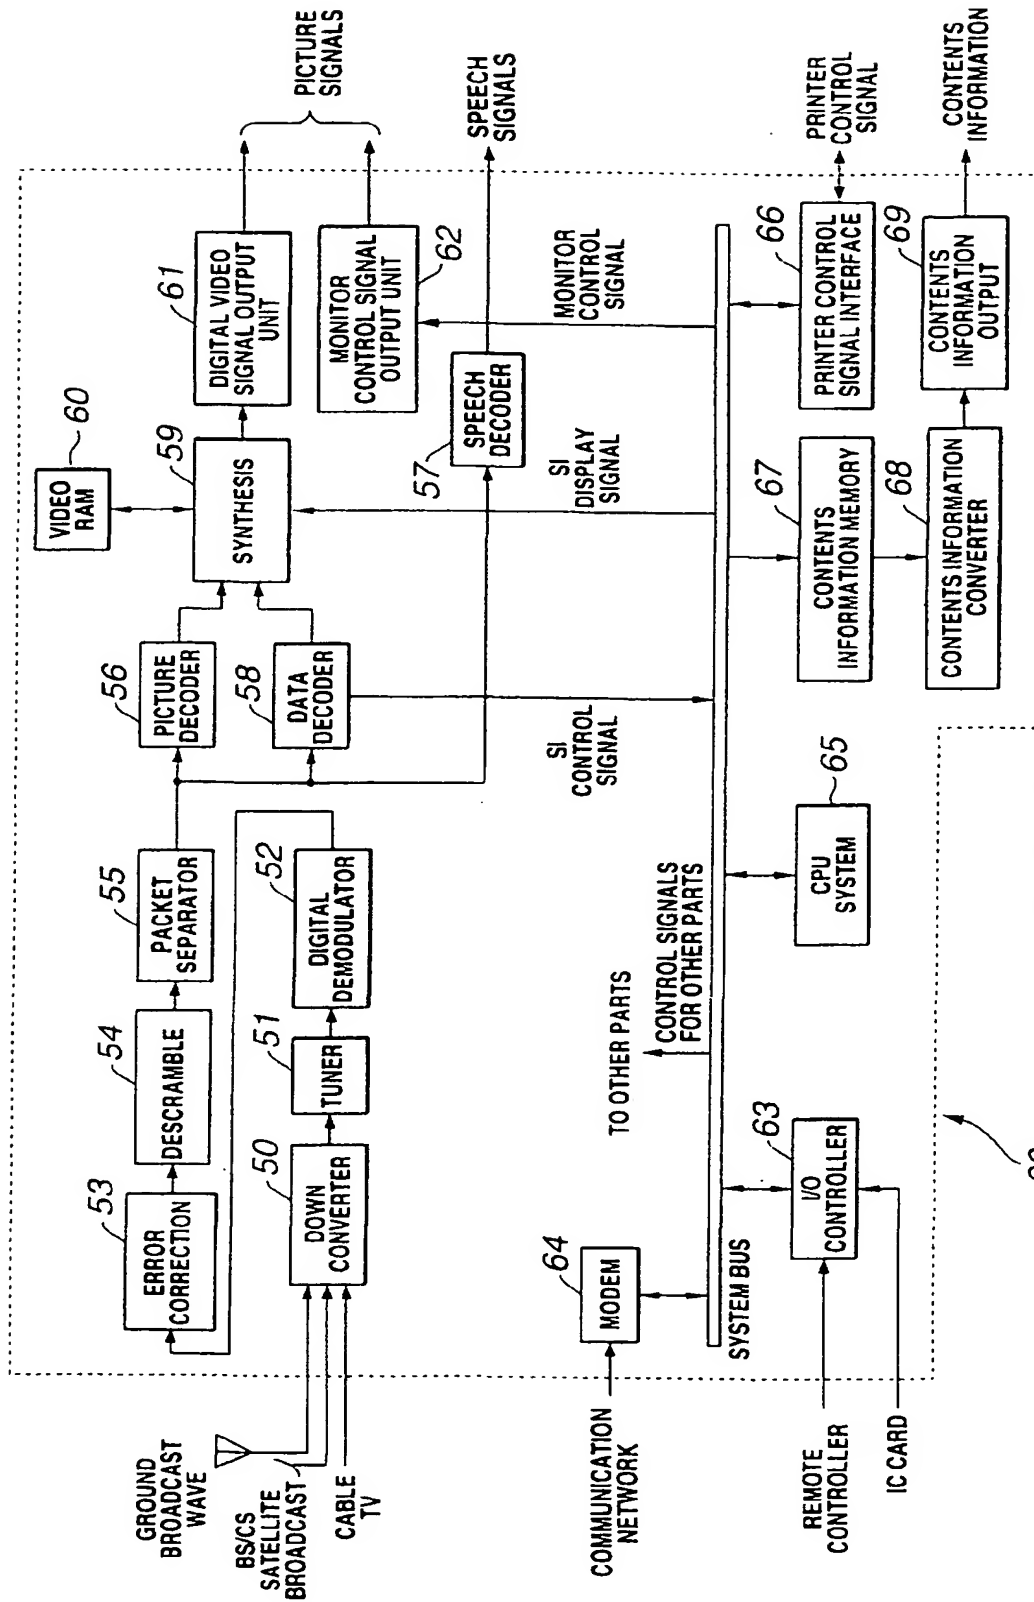 GROUND
BROADCAST
WAVE
BS/CS
SATELLITE
BROADCAST
CABLE
TV
53
ERROR
CORRECTION
54
DESCRAMBLE
55
PACKET
SEPARATOR
50
DOWN
CONVERTER
51
TUNER
52
DIGITAL
DEMODULATOR
56
PICTURE
DECODER
58
DATA
DECODER
60
VIDEO
RAM
59
SYNTHESIS
61
DIGITAL VIDEO
SIGNAL OUTPUT
UNIT
MONITOR
CONTROL SIGNAL
OUTPUT UNIT
62
PICTURE
SIGNALS
57
SPEECH
DECODER
SPEECH
SIGNALS
SI
CONTROL
SIGNAL
SI
DISPLAY
SIGNAL
MONITOR
CONTROL
SIGNAL
COMMUNICATION
NETWORK
64
MODEM
TO OTHER PARTS
CONTROL SIGNALS
FOR OTHER PARTS
SYSTEM BUS
REMOTE
CONTROLLER
IC CARD
63
I/O
CONTROLLER
65
CPU
SYSTEM
67
CONTENTS
INFORMATION MEMORY
66
PRINTER CONTROL
SIGNAL INTERFACE
PRINTER
CONTROL
SIGNAL
68
CONTENTS INFORMATION
CONVERTER
69
CONTENTS
INFORMATION
OUTPUT
CONTENTS
INFORMATION